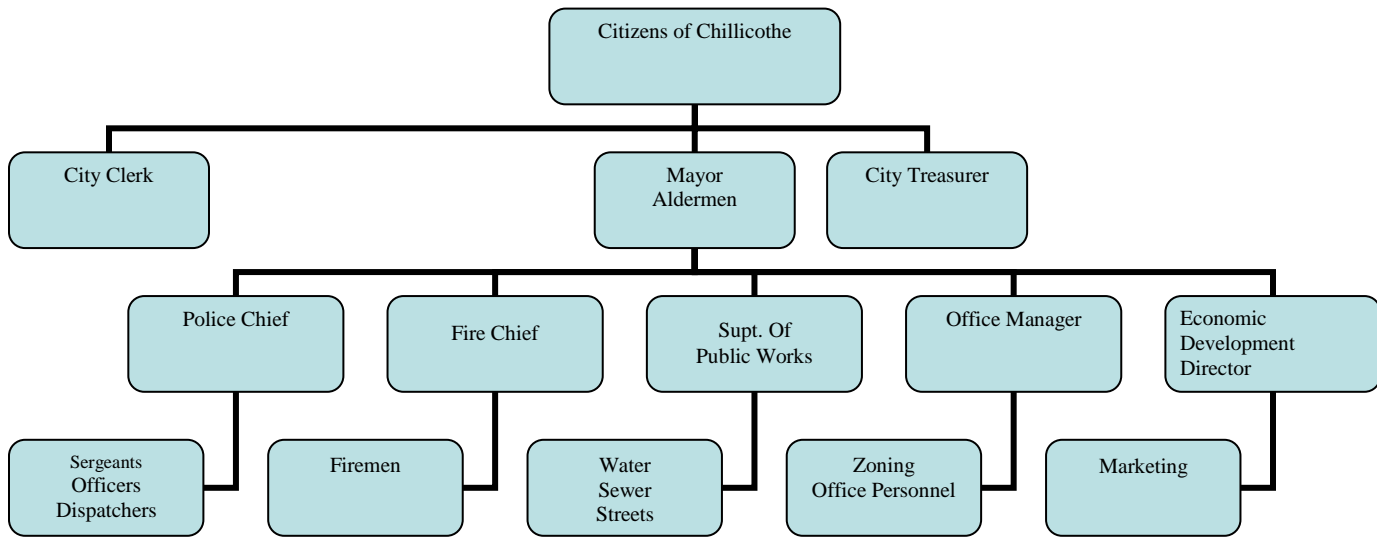 Citizens of Chillicothe
City Clerk
Mayor
Aldermen
City Treasurer
Police Chief
Fire Chief
Supt. Of
Public Works
Office Manager
Economic
Development
Director
Sergeants
Officers
Dispatchers
Firemen
Water
Sewer
Streets
Zoning
Office Personnel
Marketing